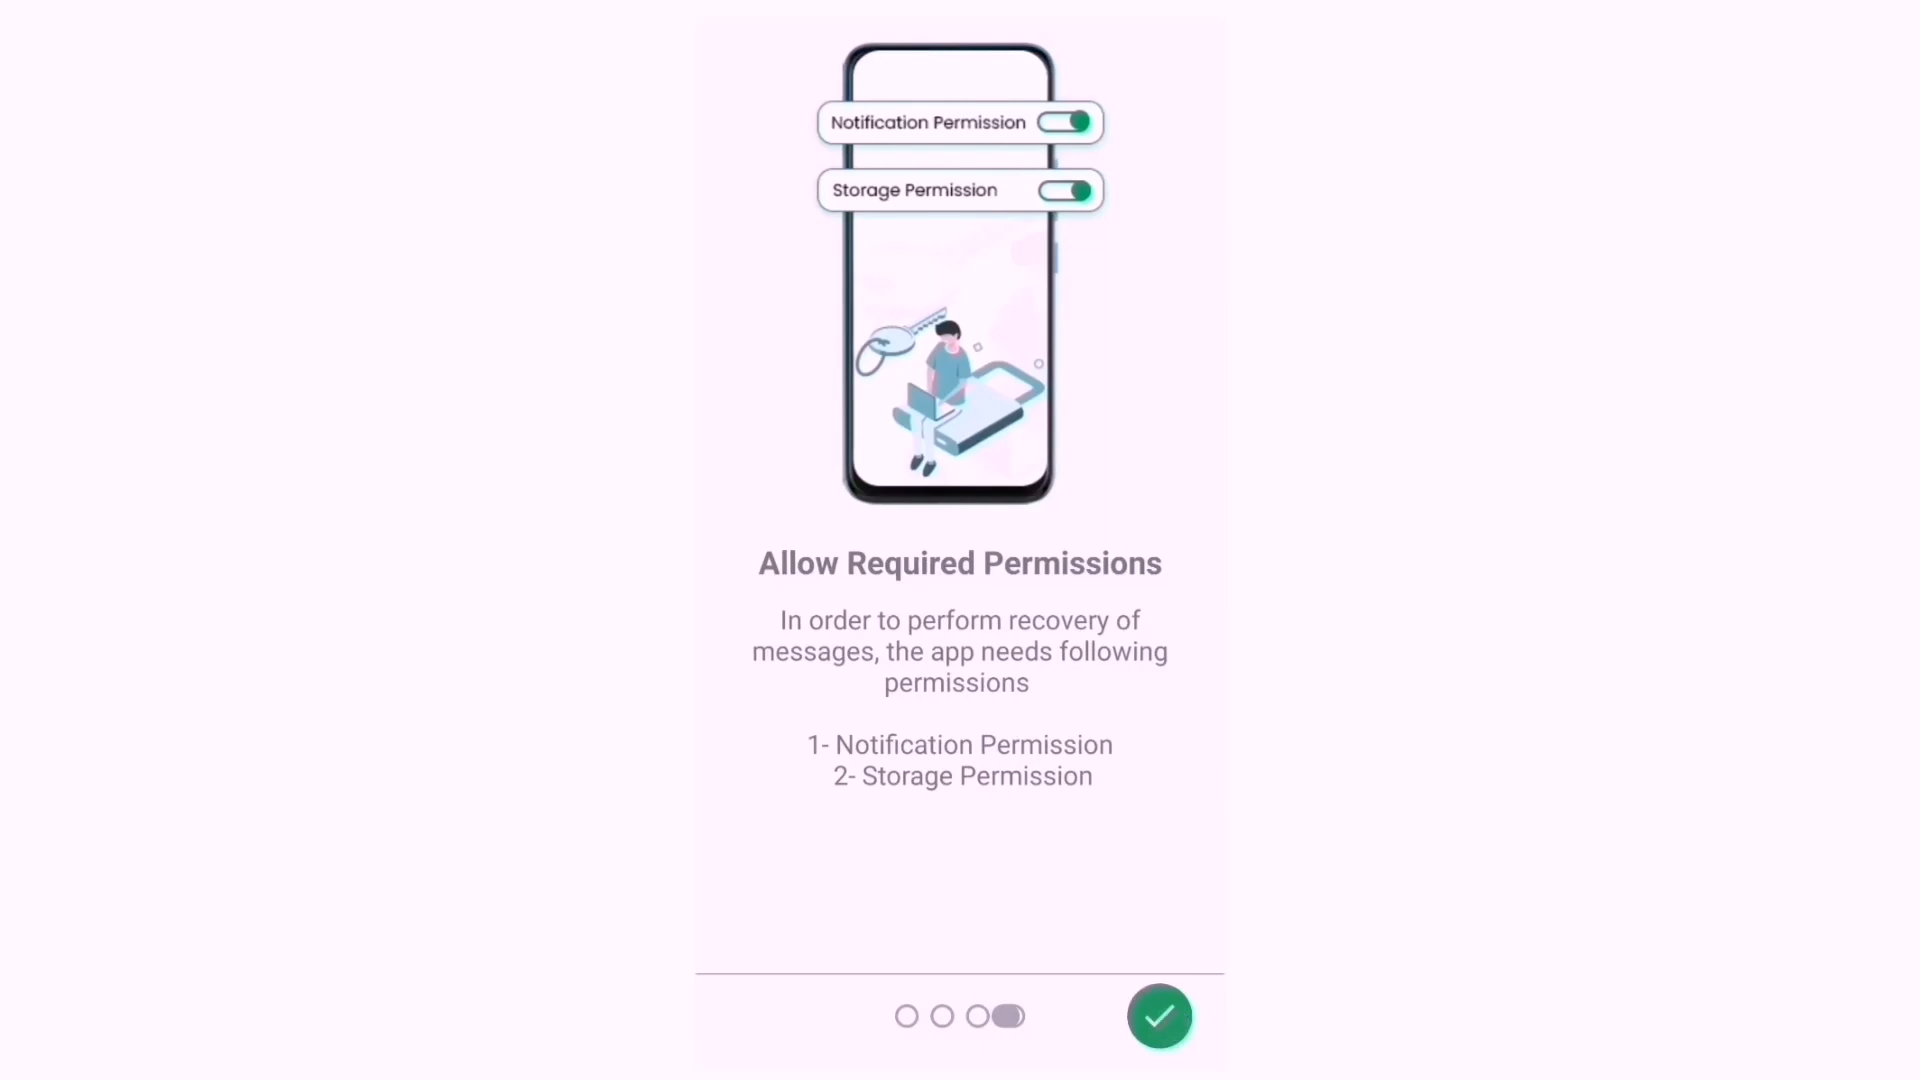 Notification Permission
Storage Permission
Allow Required Permissions
In order to perform recovery of
messages, the app needs following
permissions
1- Notification Permission
2- Storage Permission